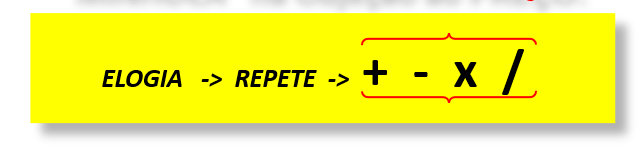 ELOGIA -> REPETE -> + - x /